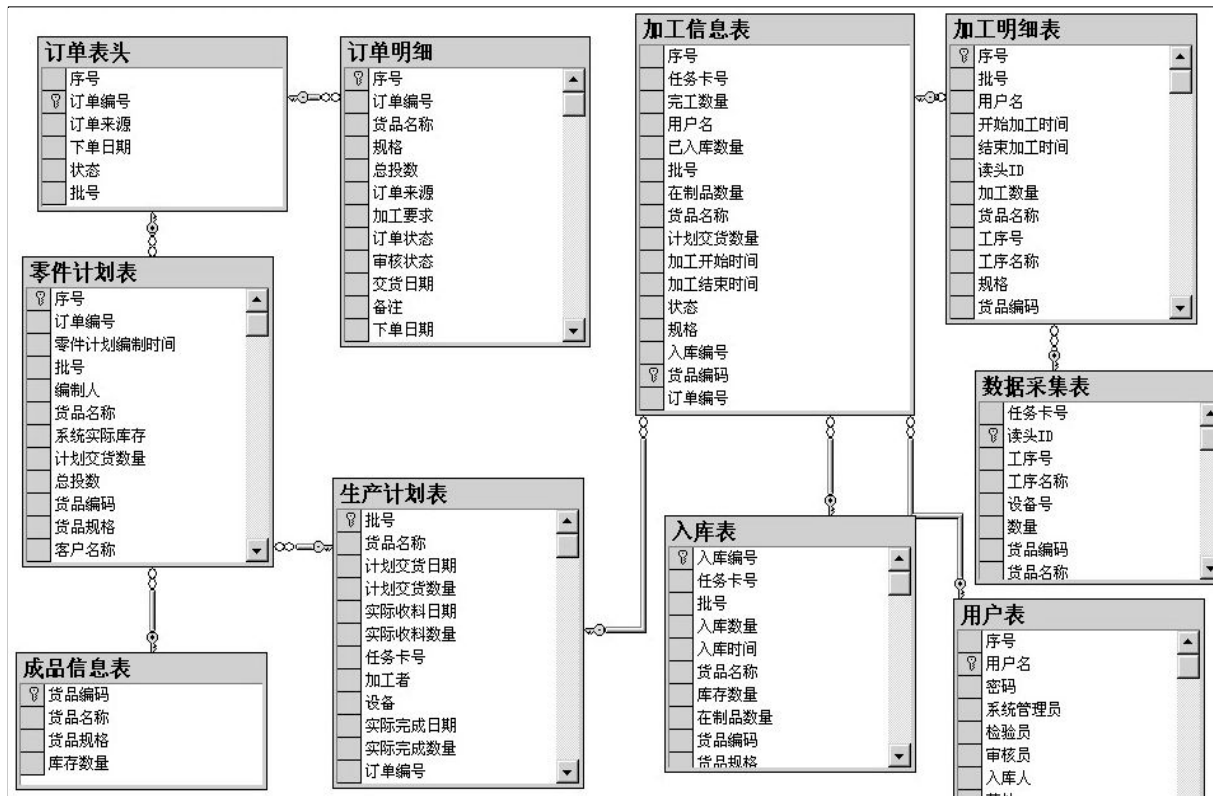 订单表头
序号
订单编号
订单来源
下单日期
状态
批号
订单明细
序号
订单编号
货品名称
规格
总投数
订单来源
加工要求
订单状态
审核状态
交货日期
备注
下单日期
加工信息表
序号
任务卡号
完工数量
用户名
已入库数量
批号
在制品数量
货品名称
计划交货数量
加工开始时间
加工结束时间
状态
规格
入库编号
货品编码
订单编号
加工明细表
序号
批号
用户名
开始加工时间
结束加工时间
读头ID
加工数量
货品名称
工序号
工序名称
规格
货品编码
零件计划表
序号
订单编号
零件计划编制时间
批号
编制人
货品名称
系统实际库存
计划交货数量
总投数
货品编码
货品规格
客户名称
数据采集表
任务卡号
读头ID
工序号
工序名称
设备号
数量
货品编码
货品名称
生产计划表
批号
货品名称
计划交货日期
计划交货数量
实际收料日期
实际收料数量
任务卡号
加工者
设备
实际完成日期
实际完成数量
订单编号
入库表
入库编号
任务卡号
批号
入库数量
入库时间
货品名称
库存数量
在制品数量
货品编码
货品规格
用户表
序号
用户名
密码
系统管理员
检验员
审核员
入库人
成品信息表
货品编码
货品名称
货品规格
库存数量